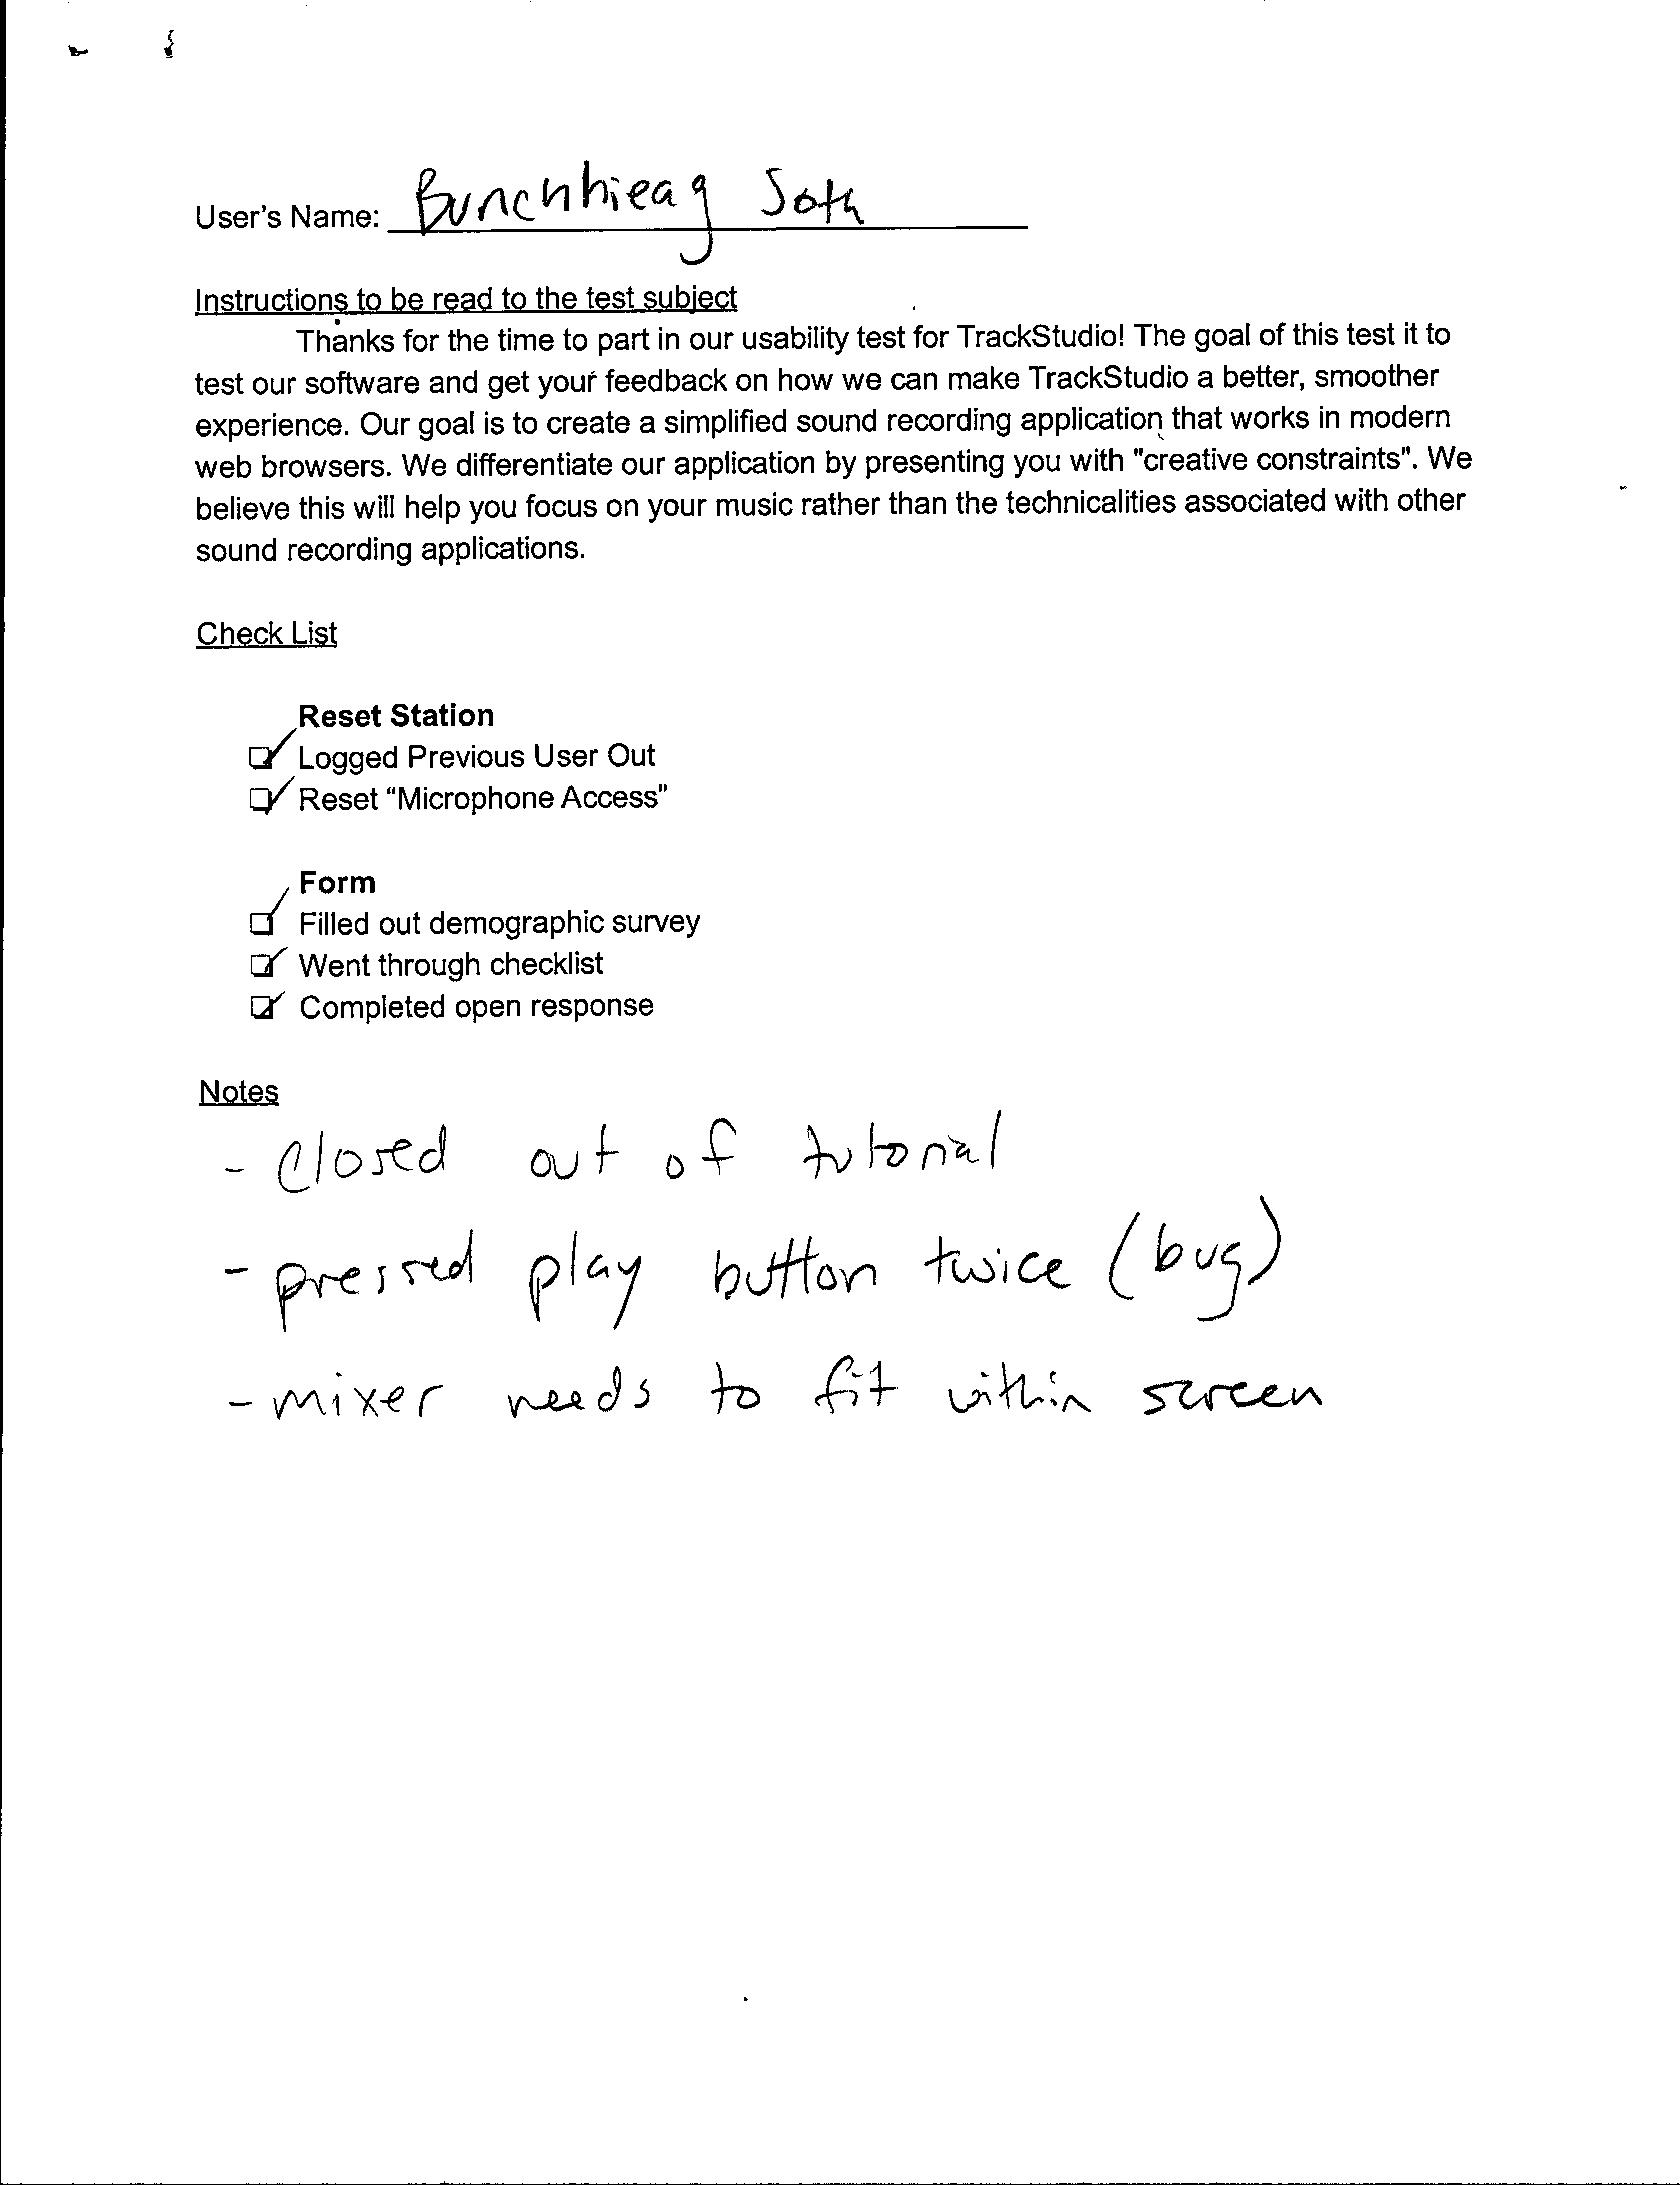 User's Name: Bunchhieag Soth
Instructions to be read to the test subject
Thanks for the time to part in our usability test for TrackStudio! The goal of this test it to
test our software and get your feedback on how we can make TrackStudio a better, smoother
experience. Our goal is to create a simplified sound recording application that works in modern
web browsers. We differentiate our application by presenting you with "creative constraints". We
believe this will help you focus on your music rather than the technicalities associated with other
sound recording applications.
Check List
Reset Station
Logged Previous User Out
Reset “Microphone Access”
Form
Filled out demographic survey
Went through checklist
Completed open response
Notes
- Closed out of tutorial
- pressed play button twice (bug)
- mixer needs to fit within screen